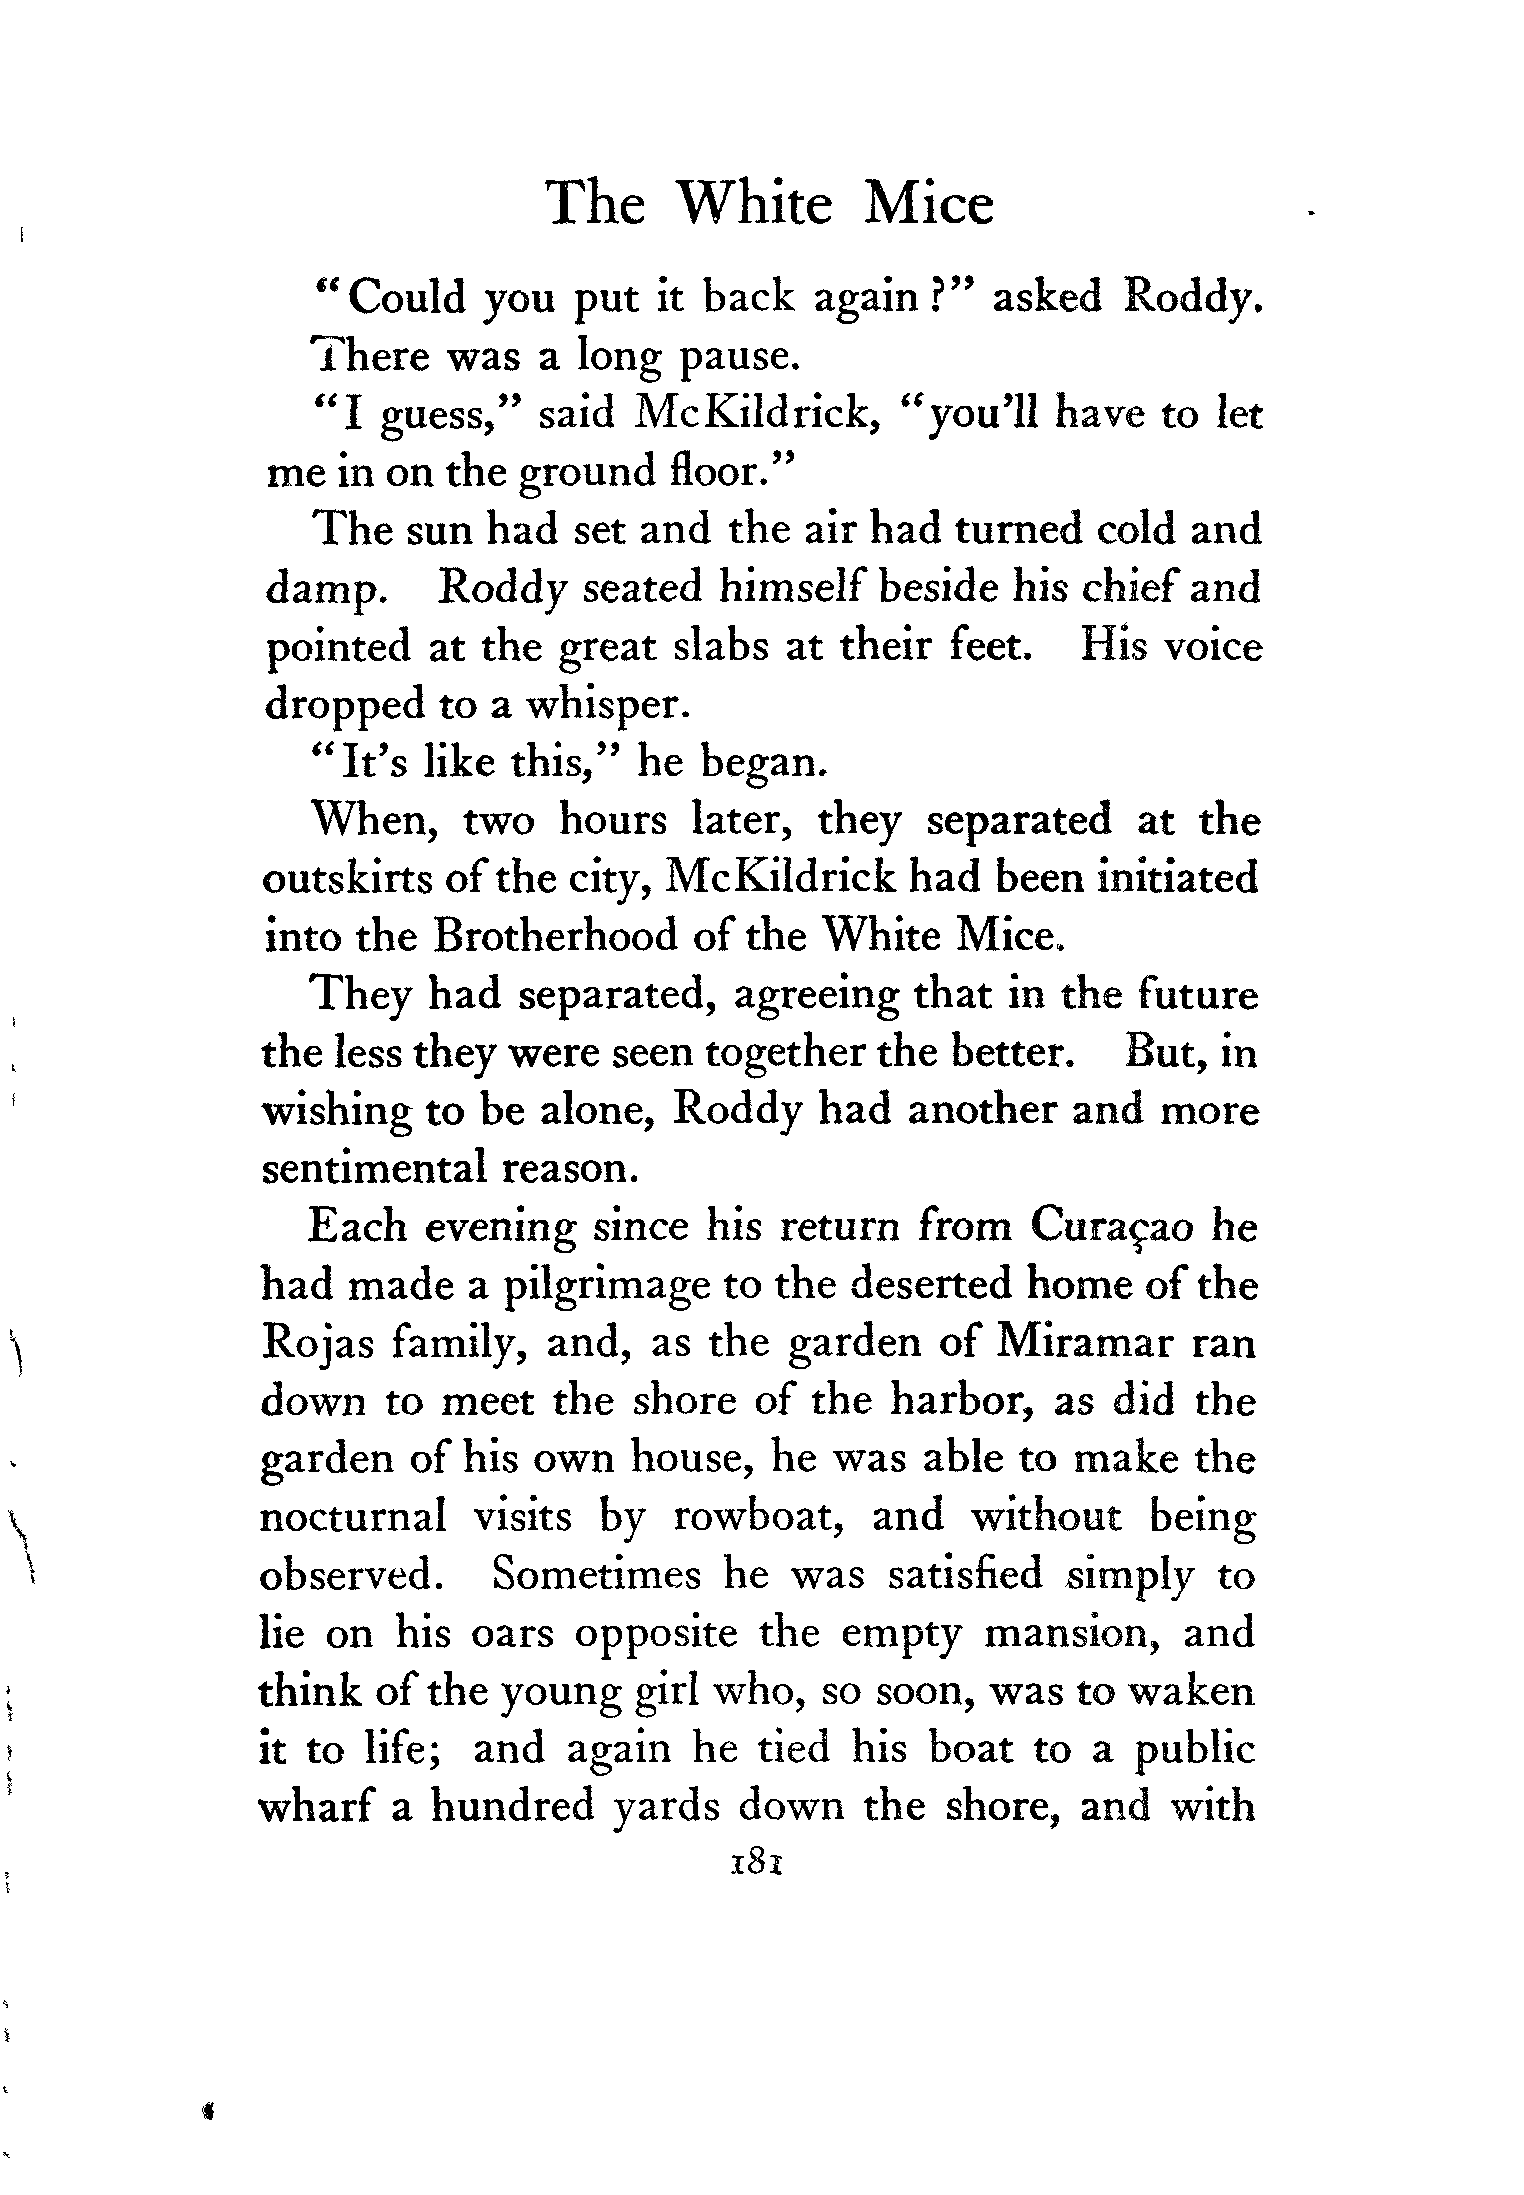 The White Mice
"Could you put it back again?" asked Roddy.
There was a long pause.
"I guess," said McKildrick, "you'll have to let
me in on the ground floor."
The sun had set and the air had turned cold and
damp. Roddy seated himself beside his chief and
pointed at the great slabs at their feet. His voice
dropped to a whisper.
"It's like this," he began.
When, two hours later, they separated at the
outskirts of the city, McKildrick had been initiated
into the Brotherhood of the White Mice.
They had separated, agreeing that in the future
the less they were seen together the better. But, in
wishing to be alone, Roddy had another and more
sentimental reason.
Each evening since his return from Curaçao he
had made a pilgrimage to the deserted home of the
Rojas family, and, as the garden of Miramar ran
down to meet the shore of the harbor, as did the
garden of his own house, he was able to make the
nocturnal visits by rowboat, and without being
observed. Sometimes he was satisfied simply to
lie on his oars opposite the empty mansion, and
think of the young girl who, so soon, was to waken
it to life; and again he tied his boat to a public
wharf a hundred yards down the shore, and with
181